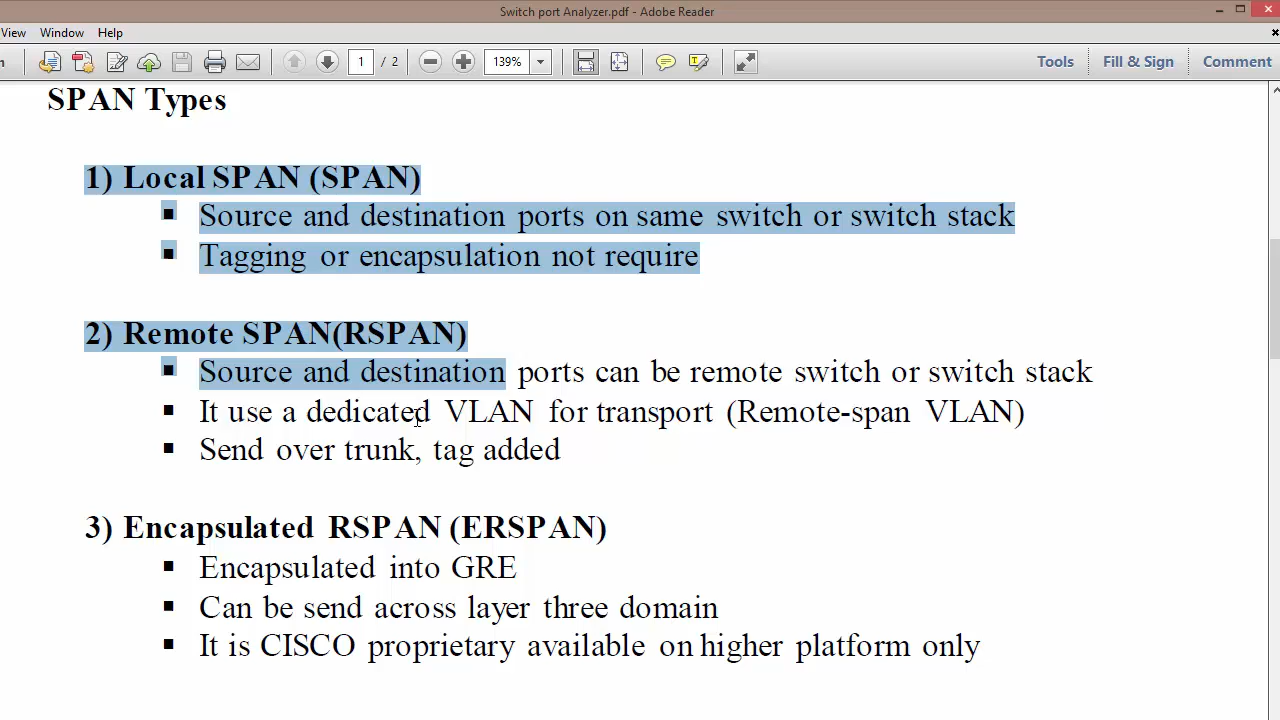 Switch port Analyzer.pdf - Adobe Reader
View Window Help
1 / 2 139% Tools Fill & Sign Comment
SPAN Types
1) Local SPAN (SPAN)
▪ Source and destination ports on same switch or switch stack
▪ Tagging or encapsulation not require
2) Remote SPAN(RSPAN)
▪ Source and destination ports can be remote switch or switch stack
▪ It use a dedicated VLAN for transport (Remote-span VLAN)
▪ Send over trunk, tag added
3) Encapsulated RSPAN (ERSPAN)
▪ Encapsulated into GRE
▪ Can be send across layer three domain
▪ It is CISCO proprietary available on higher platform only